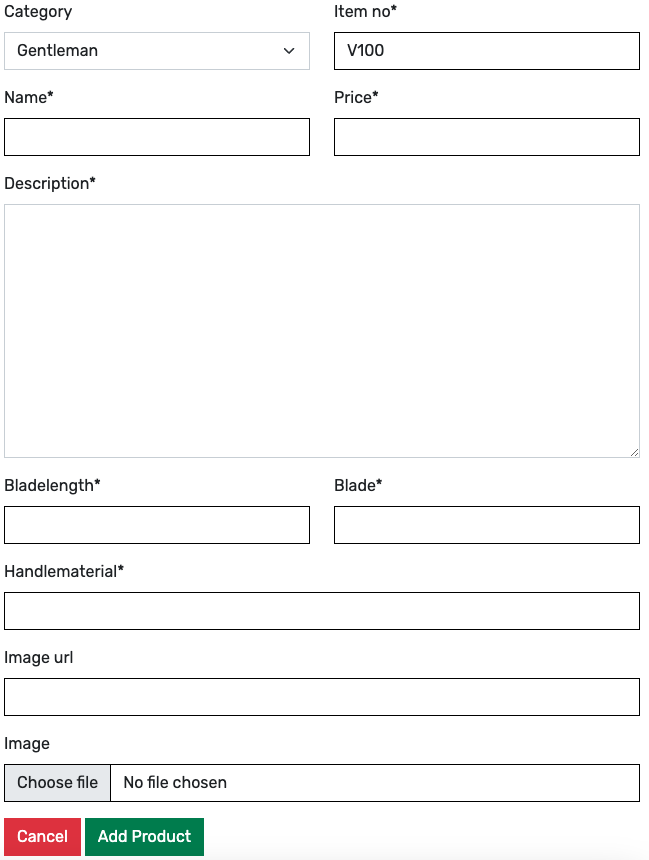 Category Item no*
Gentleman V100
Name* Price*
Description*
Bladelength* Blade*
Handlematerial*
Image url
Image
Choose file No file chosen
Cancel Add Product